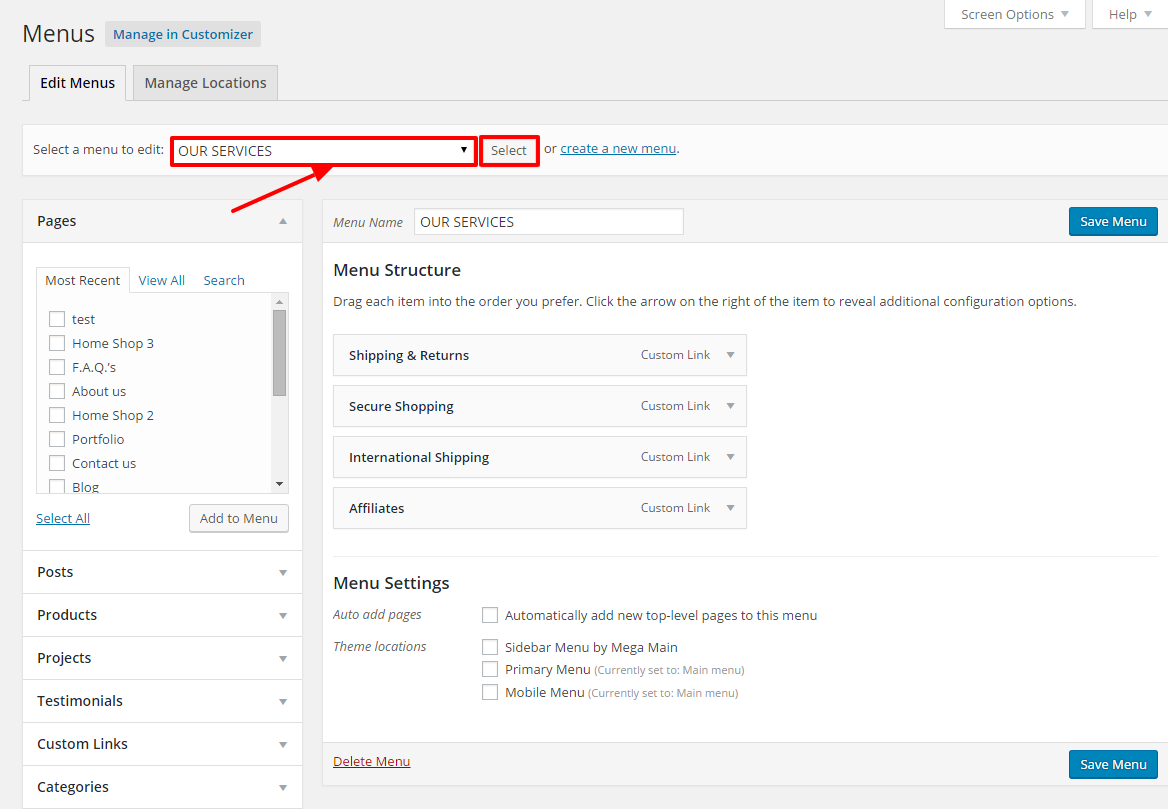 Screen Options Help
Menus Manage in Customizer
Edit Menus Manage Locations
Select a menu to edit: OUR SERVICES Select or create a new menu.
Pages
Most Recent View All Search
test
Home Shop 3
F.A.Q.'s
About us
Home Shop 2
Portfolio
Contact us
Blog
Select All Add to Menu
Posts
Products
Projects
Testimonials
Custom Links
Categories
Menu Name OUR SERVICES Save Menu
Menu Structure
Drag each item into the order you prefer. Click the arrow on the right of the item to reveal additional configuration options.
Shipping & Returns Custom Link
Secure Shopping Custom Link
International Shipping Custom Link
Affiliates Custom Link
Menu Settings
Auto add pages Automatically add new top-level pages to this menu
Theme locations Sidebar Menu by Mega Main
Primary Menu (Currently set to: Main menu)
Mobile Menu (Currently set to: Main menu)
Delete Menu Save Menu